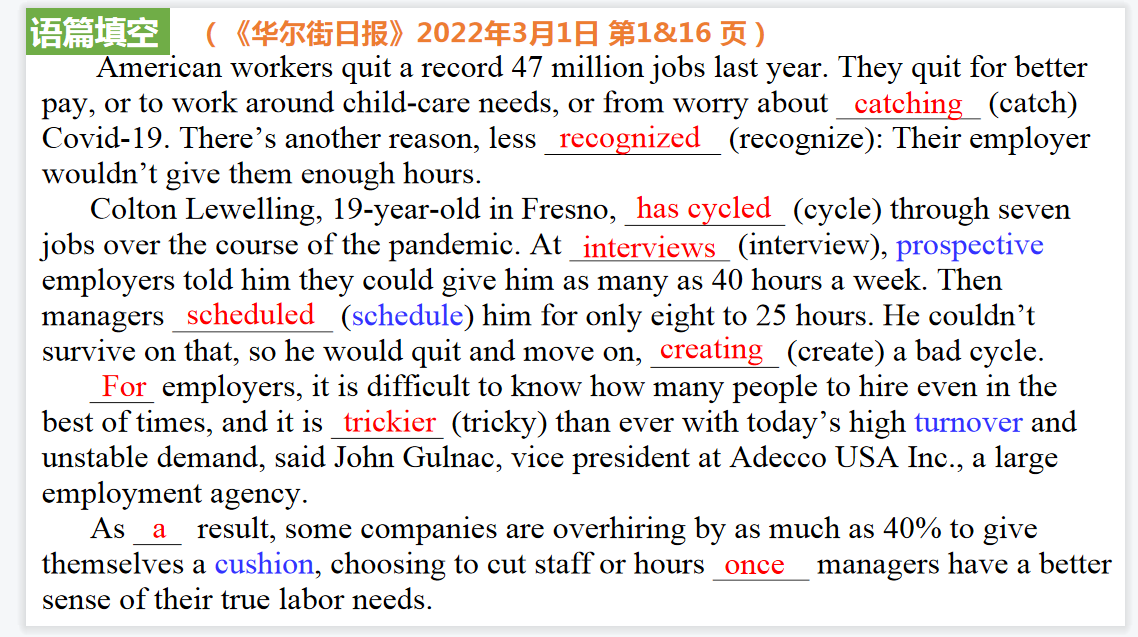 语篇填空 (《华尔街日报》2022年3月1日 第1&16 页)
American workers quit a record 47 million jobs last year. They quit for better
pay, or to work around child-care needs, or from worry about catching (catch)
Covid-19. There’s another reason, less recognized (recognize): Their employer
wouldn’t give them enough hours.
Colton Lewelling, 19-year-old in Fresno, has cycled (cycle) through seven
jobs over the course of the pandemic. At interviews (interview), prospective
employers told him they could give him as many as 40 hours a week. Then
managers scheduled (schedule) him for only eight to 25 hours. He couldn’t
survive on that, so he would quit and move on, creating (create) a bad cycle.
For employers, it is difficult to know how many people to hire even in the
best of times, and it is trickier (tricky) than ever with today’s high turnover and
unstable demand, said John Gulnac, vice president at Adecco USA Inc., a large
employment agency.
As a result, some companies are overhiring by as much as 40% to give
themselves a cushion, choosing to cut staff or hours once managers have a better
sense of their true labor needs.